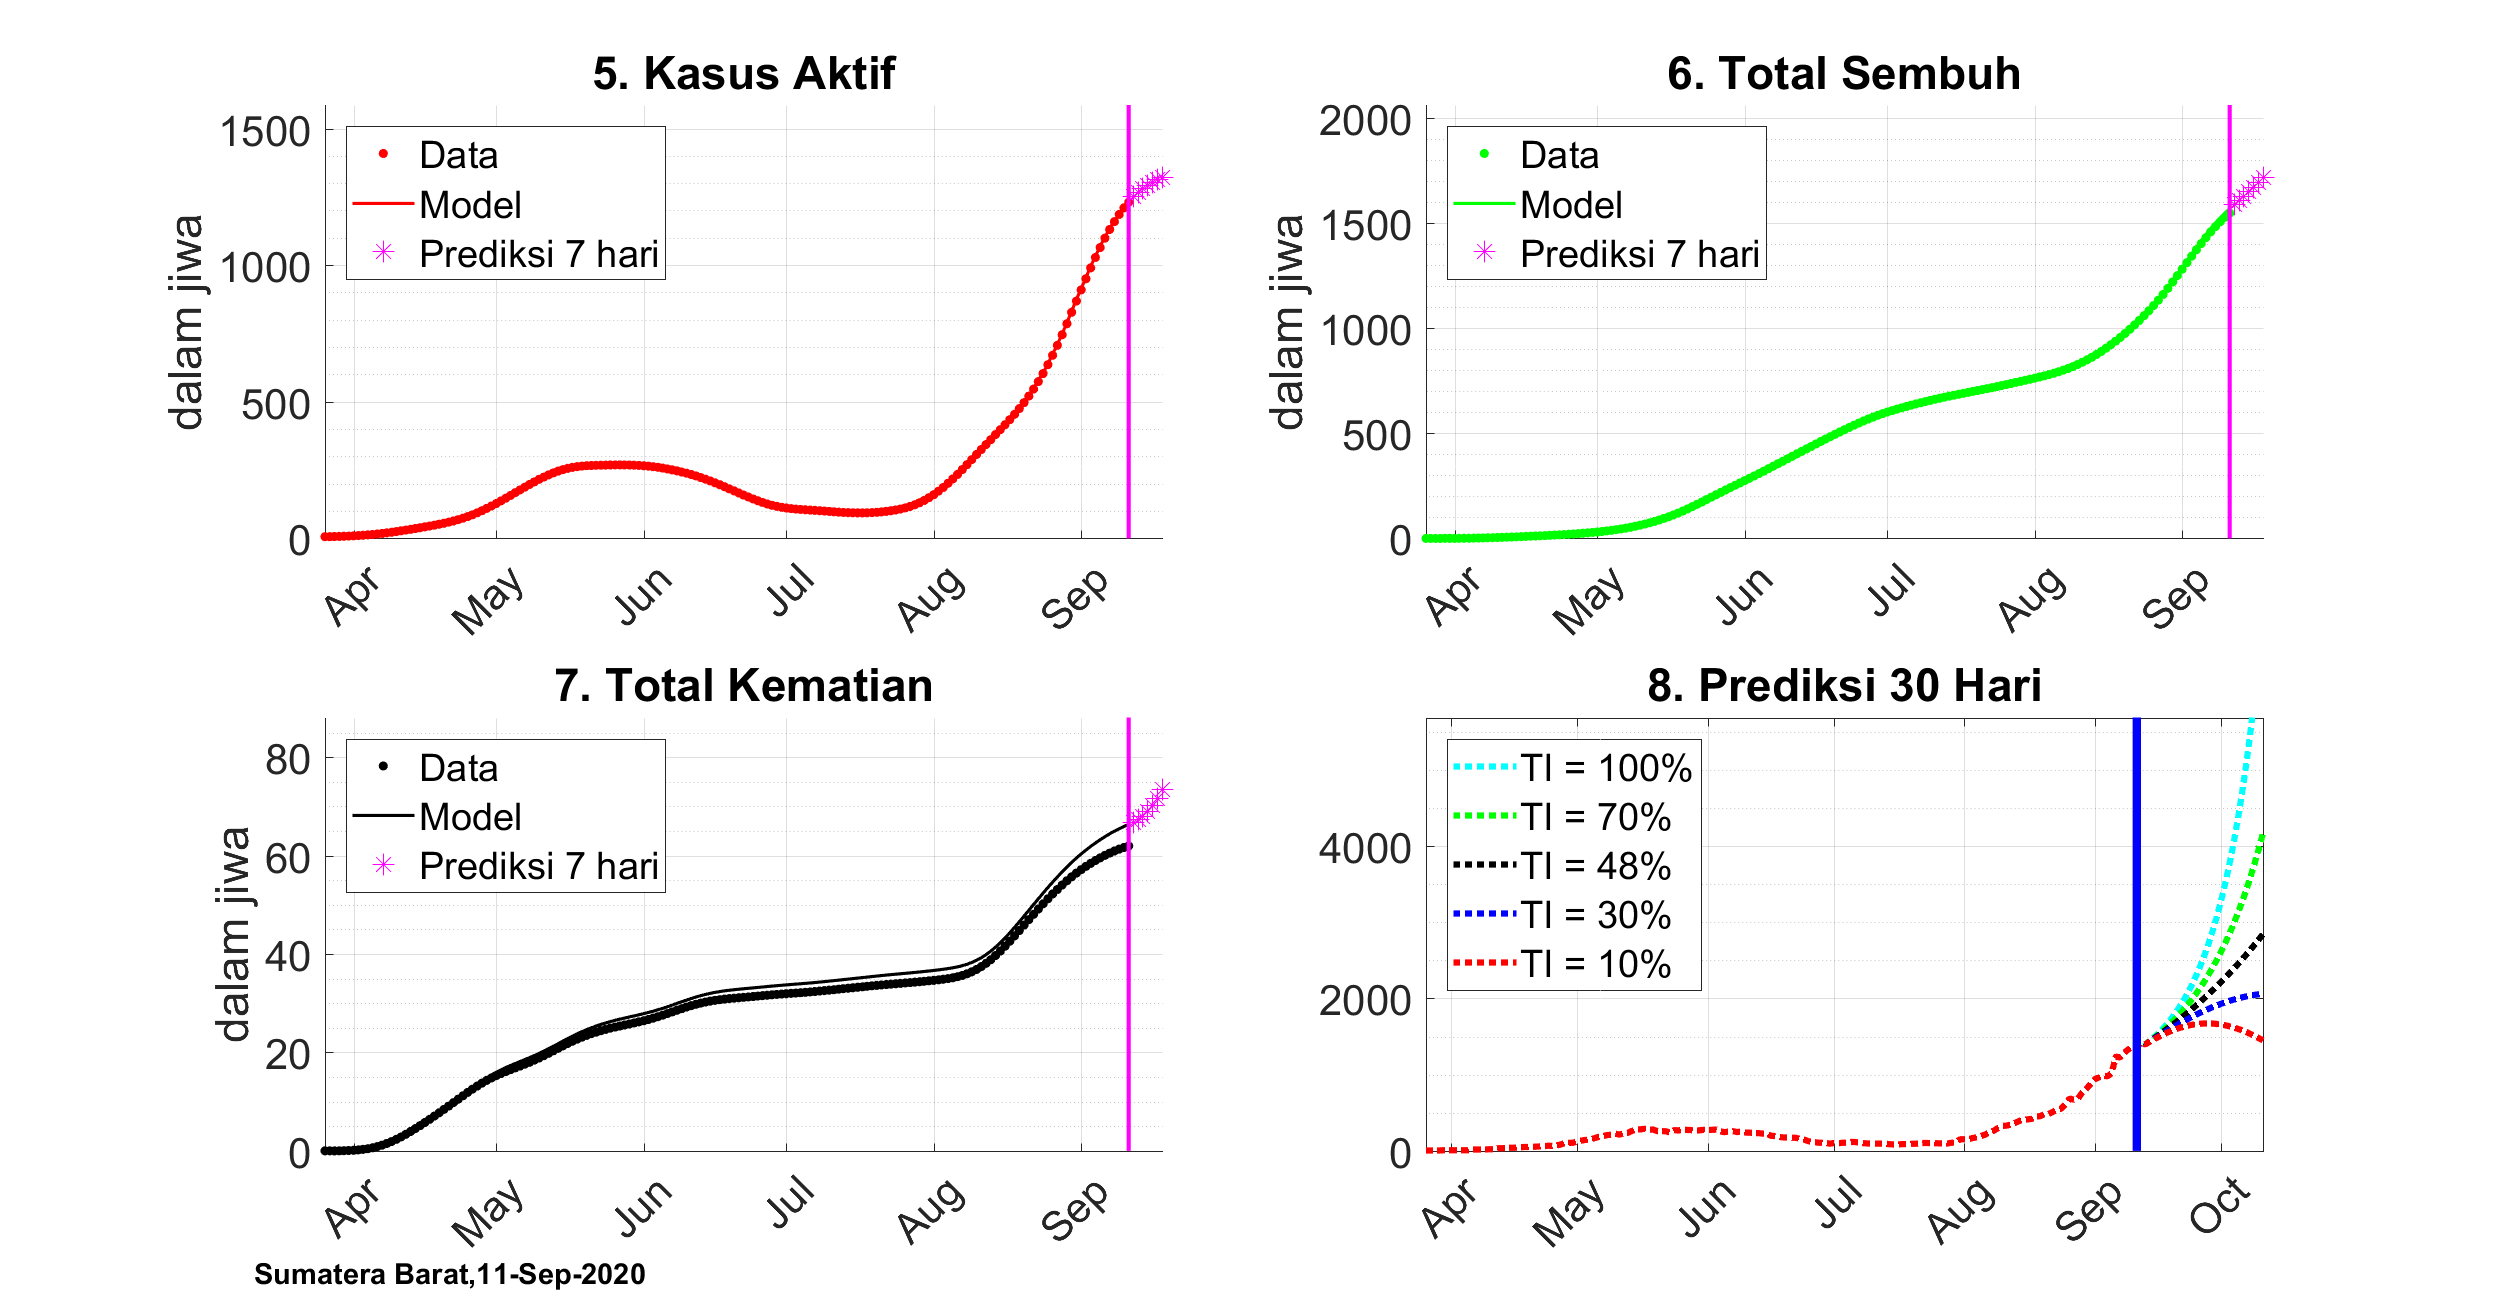 5. Kasus Aktif
1500
1000
500
0
dalam jiwa
Data
Model
Prediksi 7 hari
Apr
May
Jun
Jul
Aug
Sep
6. Total Sembuh
2000
1500
1000
500
0
dalam jiwa
Data
Model
Prediksi 7 hari
Apr
May
Jun
Jul
Aug
Sep
7. Total Kematian
80
60
40
20
0
dalam jiwa
Data
Model
Prediksi 7 hari
Apr
May
Jun
Jul
Aug
Sep
8. Prediksi 30 Hari
4000
2000
0
TI = 100%
TI = 70%
TI = 48%
TI = 30%
TI = 10%
Apr
May
Jun
Jul
Aug
Sep
Oct
Sumatera Barat,11-Sep-2020